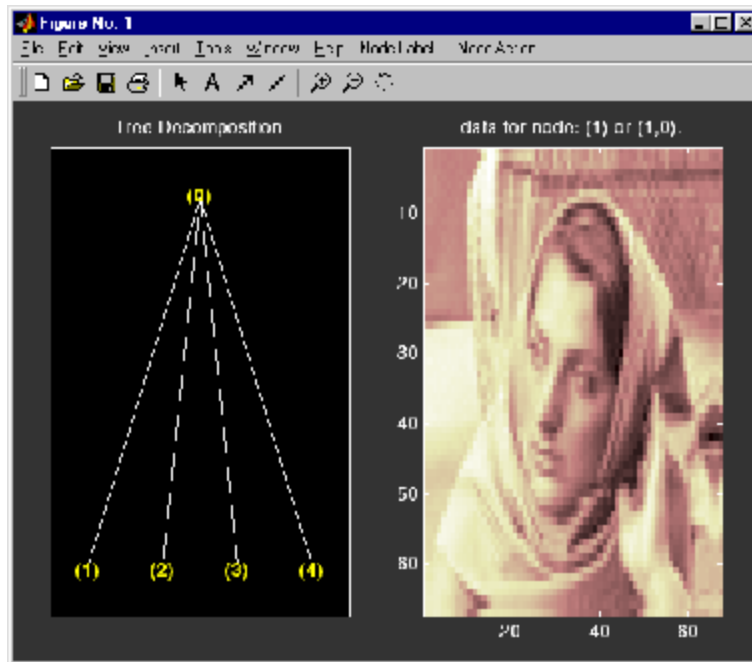 Figure No. 1
File Edit View Insert Tools Window Help Node Label Node Action
Tree Decomposition
data for node: (1) or (1,0).
(0)
(1) (2) (3) (4)
10
20
30
40
50
60
20 40 60